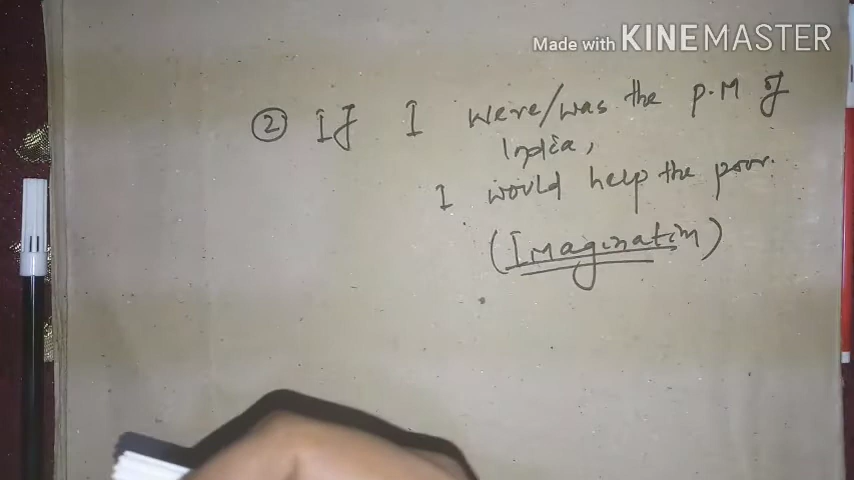 Made with KINEMASTER
② If I were/was the P.M of
India,
I would help the poor.
(Imagination)